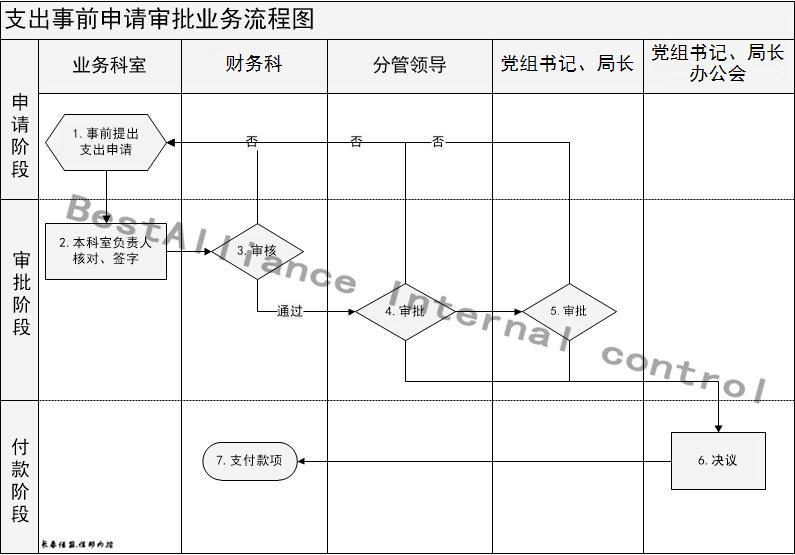 支出事前申请审批业务流程图
业务科室
财务科
分管领导
党组书记、局长
党组书记、局长
办公会
申请阶段
1.事前提出
支出申请
否
否
否
审批阶段
2.本科室负责人
核对、签字
3.审核
通过
4.审批
5.审批
BestAlliance Internal control
付款阶段
7.支付款项
6.决议